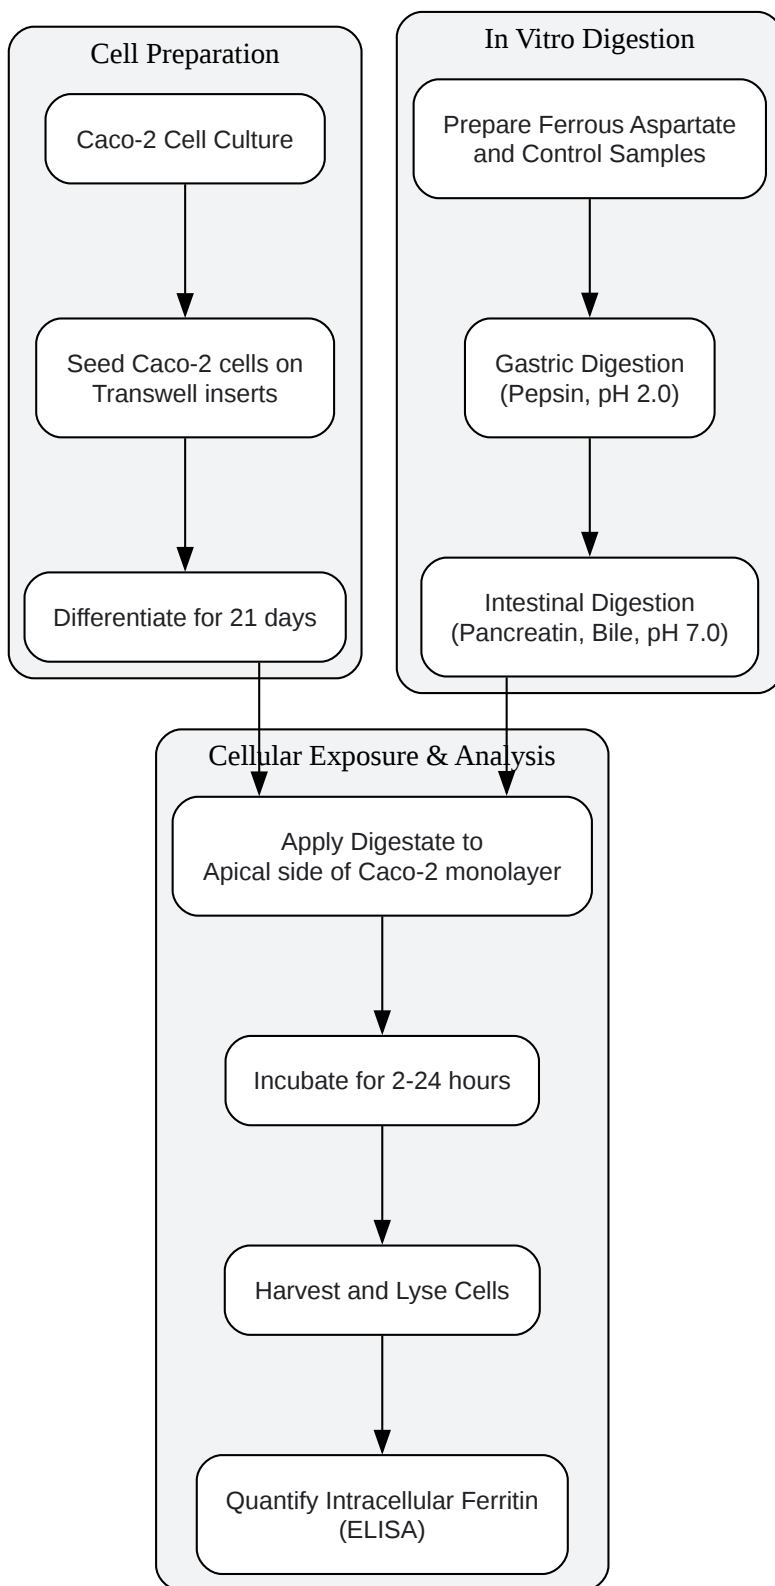 Cell Preparation
Caco-2 Cell Culture
Seed Caco-2 cells on
Transwell inserts
Differentiate for 21 days
In Vitro Digestion
Prepare Ferrous Aspartate
and Control Samples
Gastric Digestion
(Pepsin, pH 2.0)
Intestinal Digestion
(Pancreatin, Bile, pH 7.0)
Cellular Exposure & Analysis
Apply Digestate to
Apical side of Caco-2 monolayer
Incubate for 2-24 hours
Harvest and Lyse Cells
Quantify Intracellular Ferritin
(ELISA)